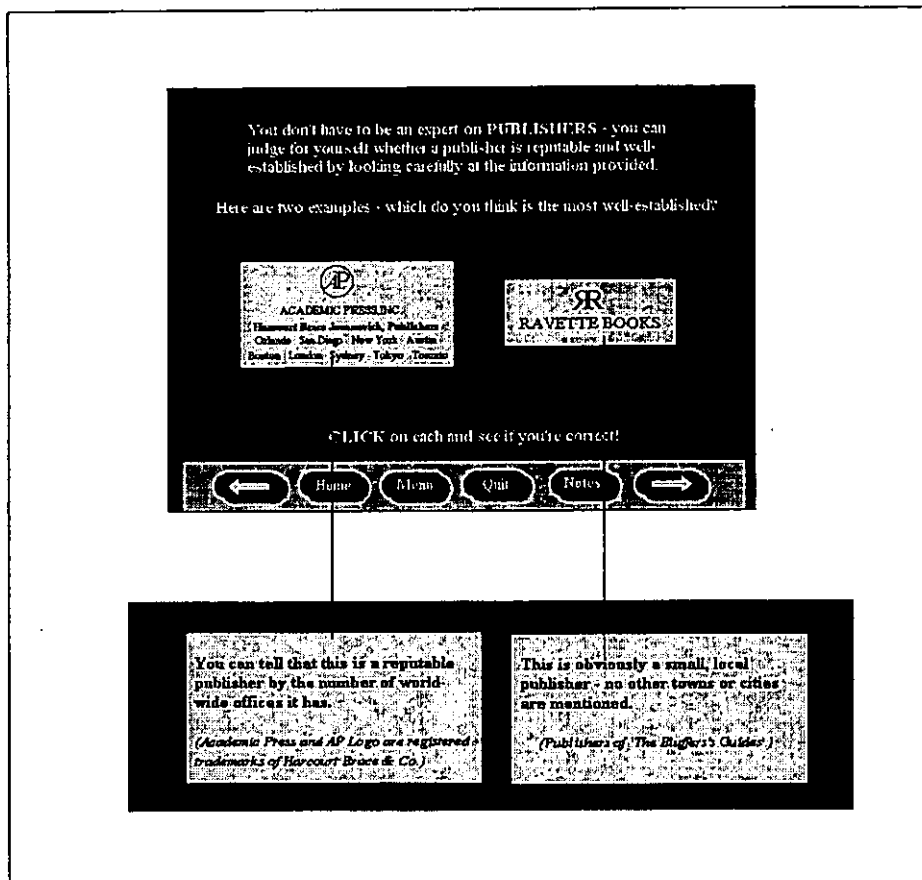 You don't have to be an expert on PUBLISHERS - you can
judge for yourself whether a publisher is reputable and well-
established by looking carefully at the information provided.
Here are two examples - which do you think is the most well-established?
AP
ACADEMIC PRESS INC.
Harcourt Brace Jovanovich, Publishers
Orlando San Diego New York Austin
Boston London Sydney Tokyo Toronto
RR
RAVETTE BOOKS
CLICK on each and see if you're correct!
Home Menu Quit Notes
You can tell that this is a reputable
publisher by the number of world-
wide offices it has.
(Academic Press and AP Logo are registered
trademarks of Harcourt Brace & Co.)
This is obviously a small, local
publisher - no other towns or cities
are mentioned.
(Publishers of 'The Bluffer's Guides')